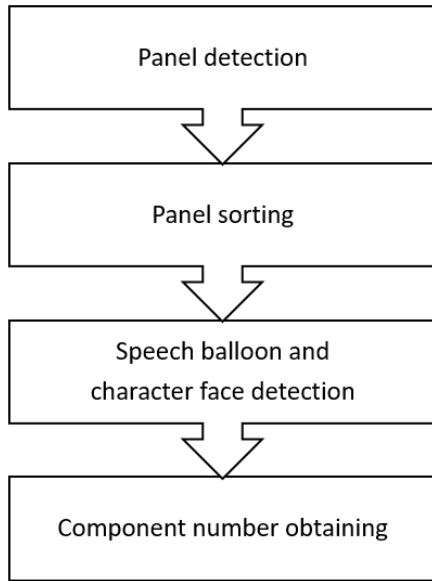 Panel detection
Panel sorting
Speech balloon and
character face detection
Component number obtaining